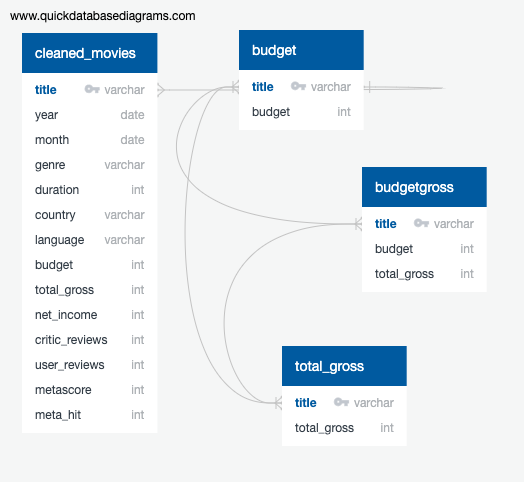 www.quickdatabasediagrams.com
cleaned_movies
title varchar
year date
month date
genre varchar
duration int
country varchar
language varchar
budget int
total_gross int
net_income int
critic_reviews int
user_reviews int
metascore int
meta_hit int
budget
title varchar
budget int
budgetgross
title varchar
budget int
total_gross int
total_gross
title varchar
total_gross int